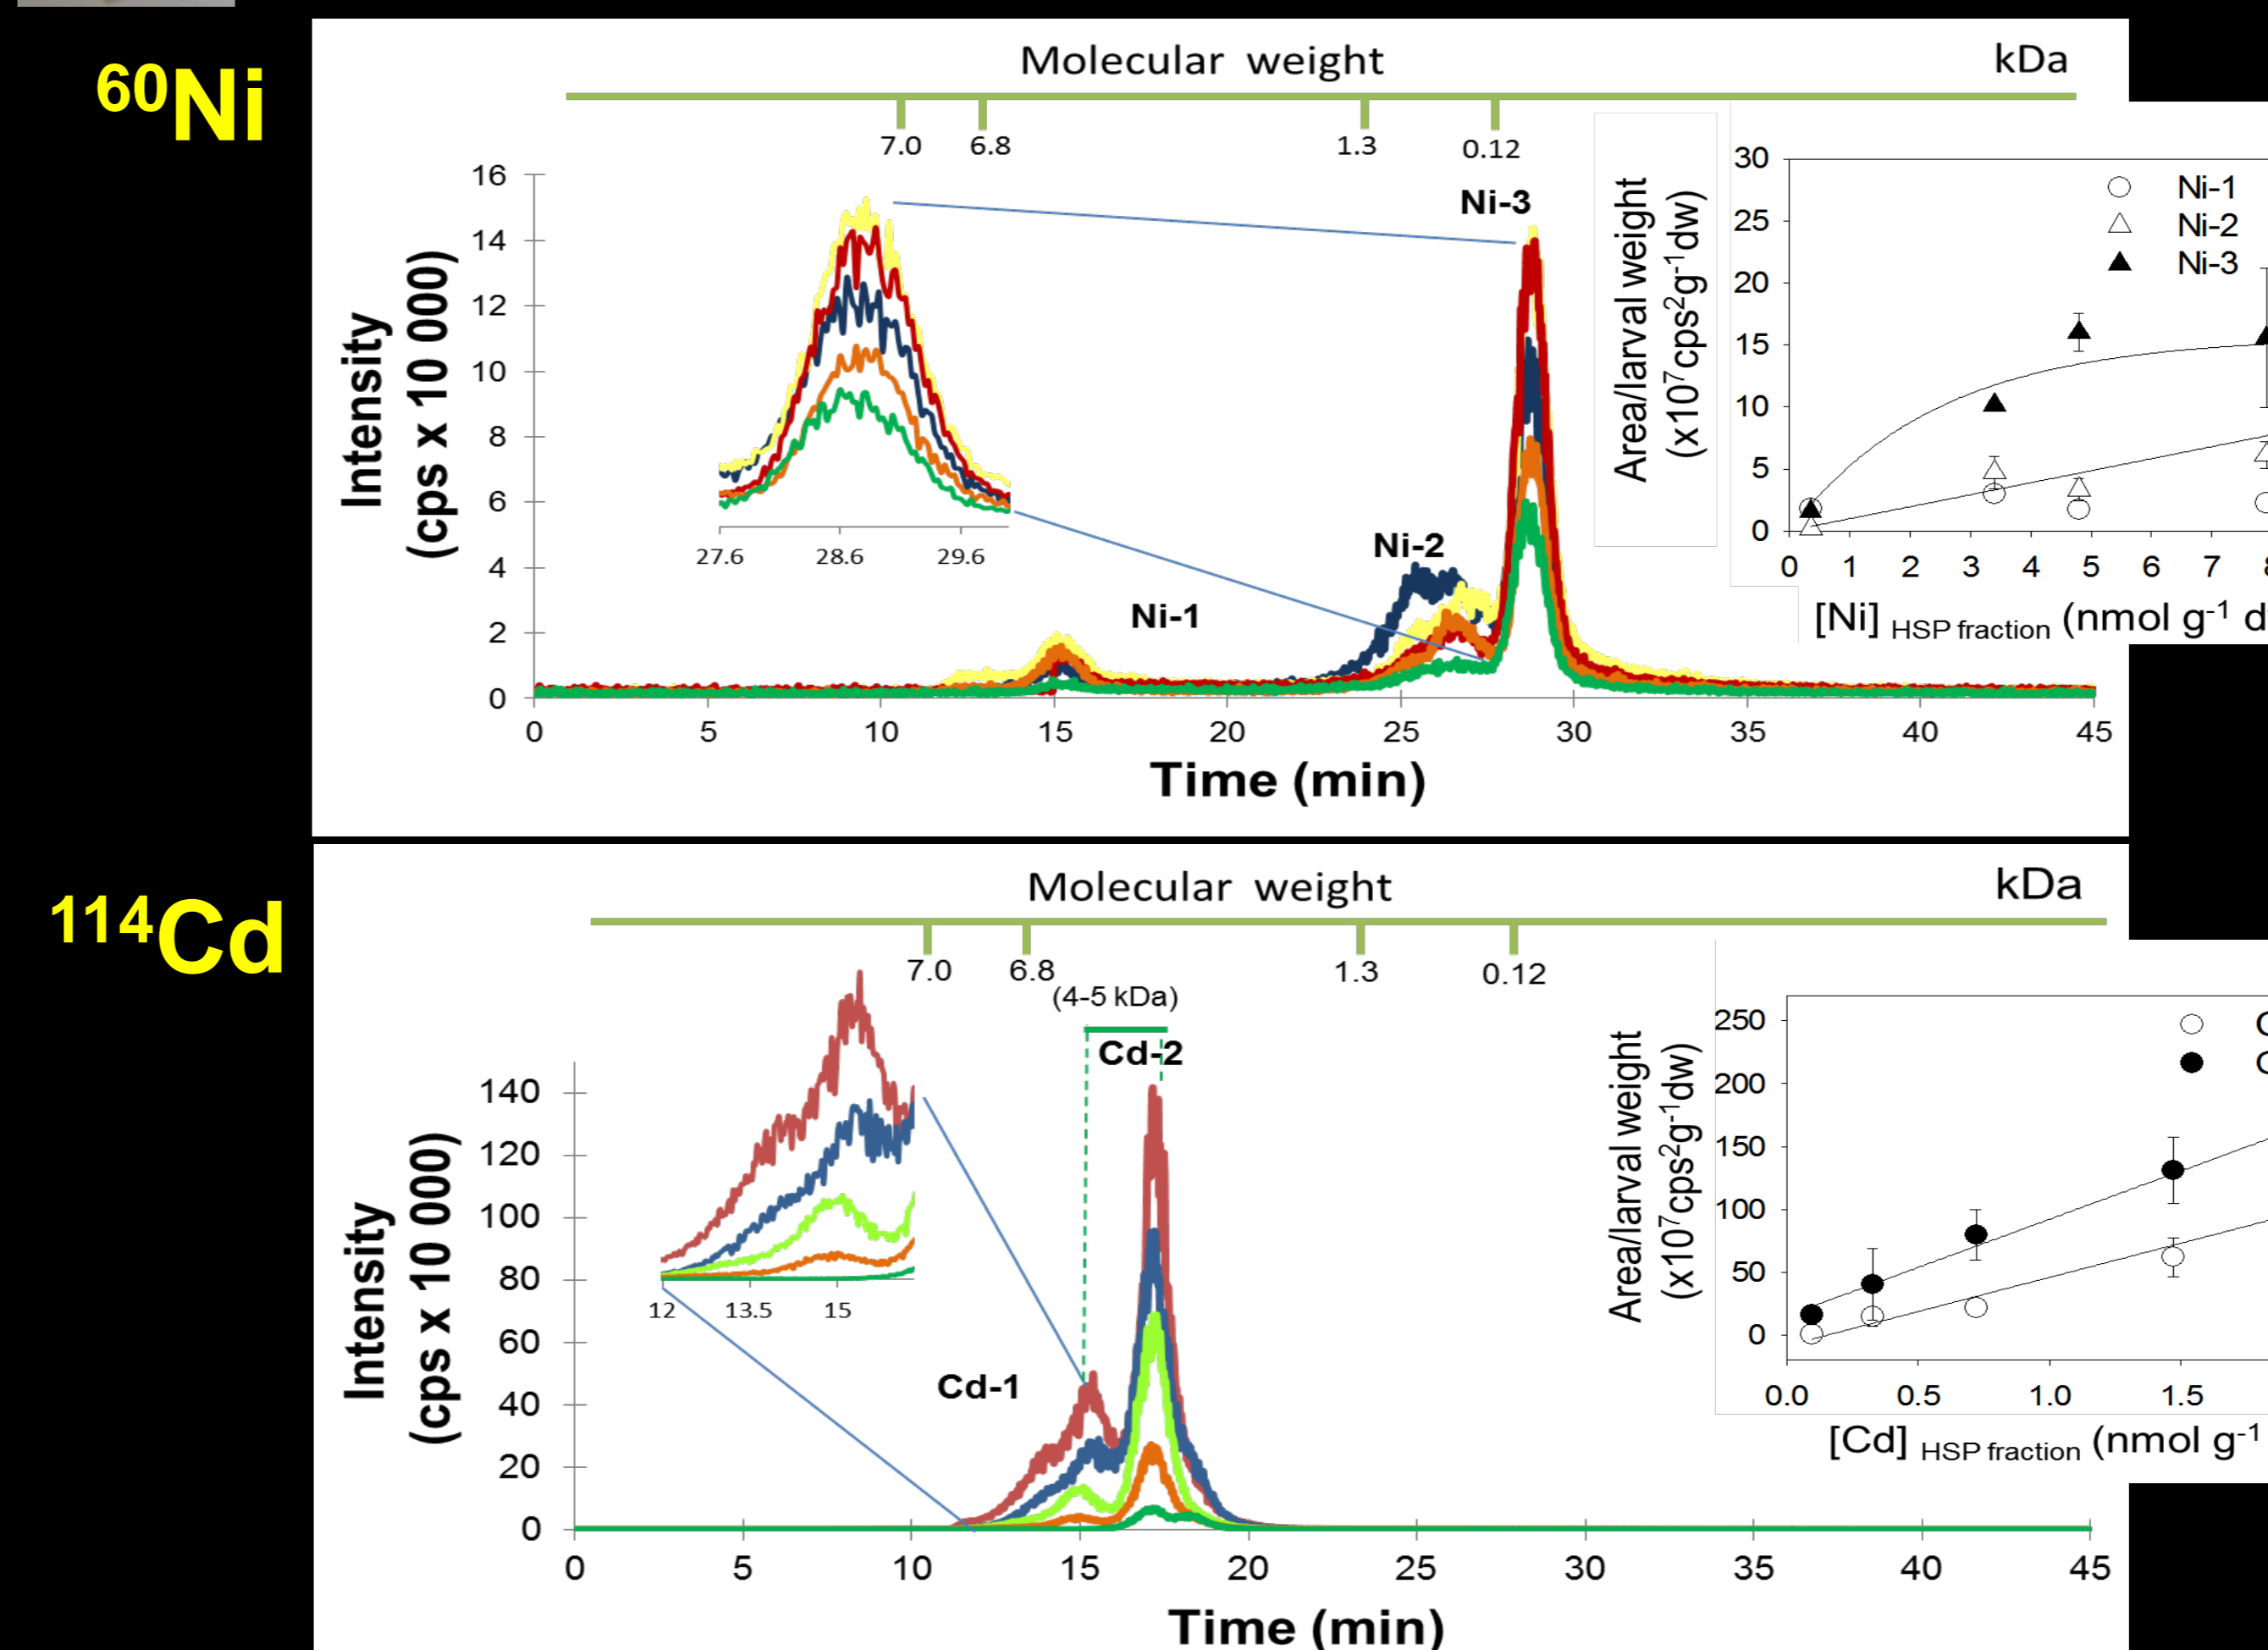 ⁶⁰Ni
Molecular weight
kDa
7.0 6.8 1.3 0.12
Intensity
(cps x 10 000)
16
14
12
10
8
6
4
2
0
27.6 28.6 29.6
Ni-1
Ni-2
Ni-3
0 5 10 15 20 25 30 35 40 45
Time (min)
Area/larval weight
(x10⁷cps²g⁻¹dw)
30
25
20
15
10
5
0
Ni-1
Ni-2
Ni-3
0 1 2 3 4 5 6 7
[Ni] HSP fraction (nmol g⁻¹ d
¹¹⁴Cd
Molecular weight
kDa
7.0 6.8 1.3 0.12
(4-5 kDa)
Cd-2
Cd-1
Intensity
(cps x 10 000)
140
120
100
80
60
40
20
0
12 13.5 15
0 5 10 15 20 25 30 35 40 45
Time (min)
Area/larval weight
(x10⁷cps²g⁻¹dw)
250
200
150
100
50
0
0.0 0.5 1.0 1.5
[Cd] HSP fraction (nmol g⁻¹